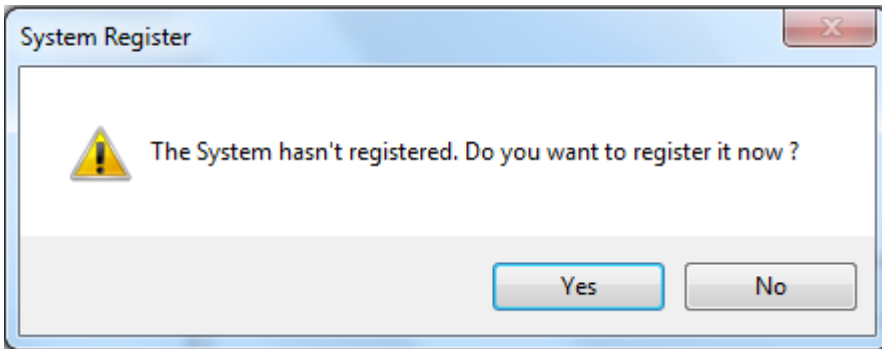 System Register
The System hasn't registered. Do you want to register it now ?
Yes
No